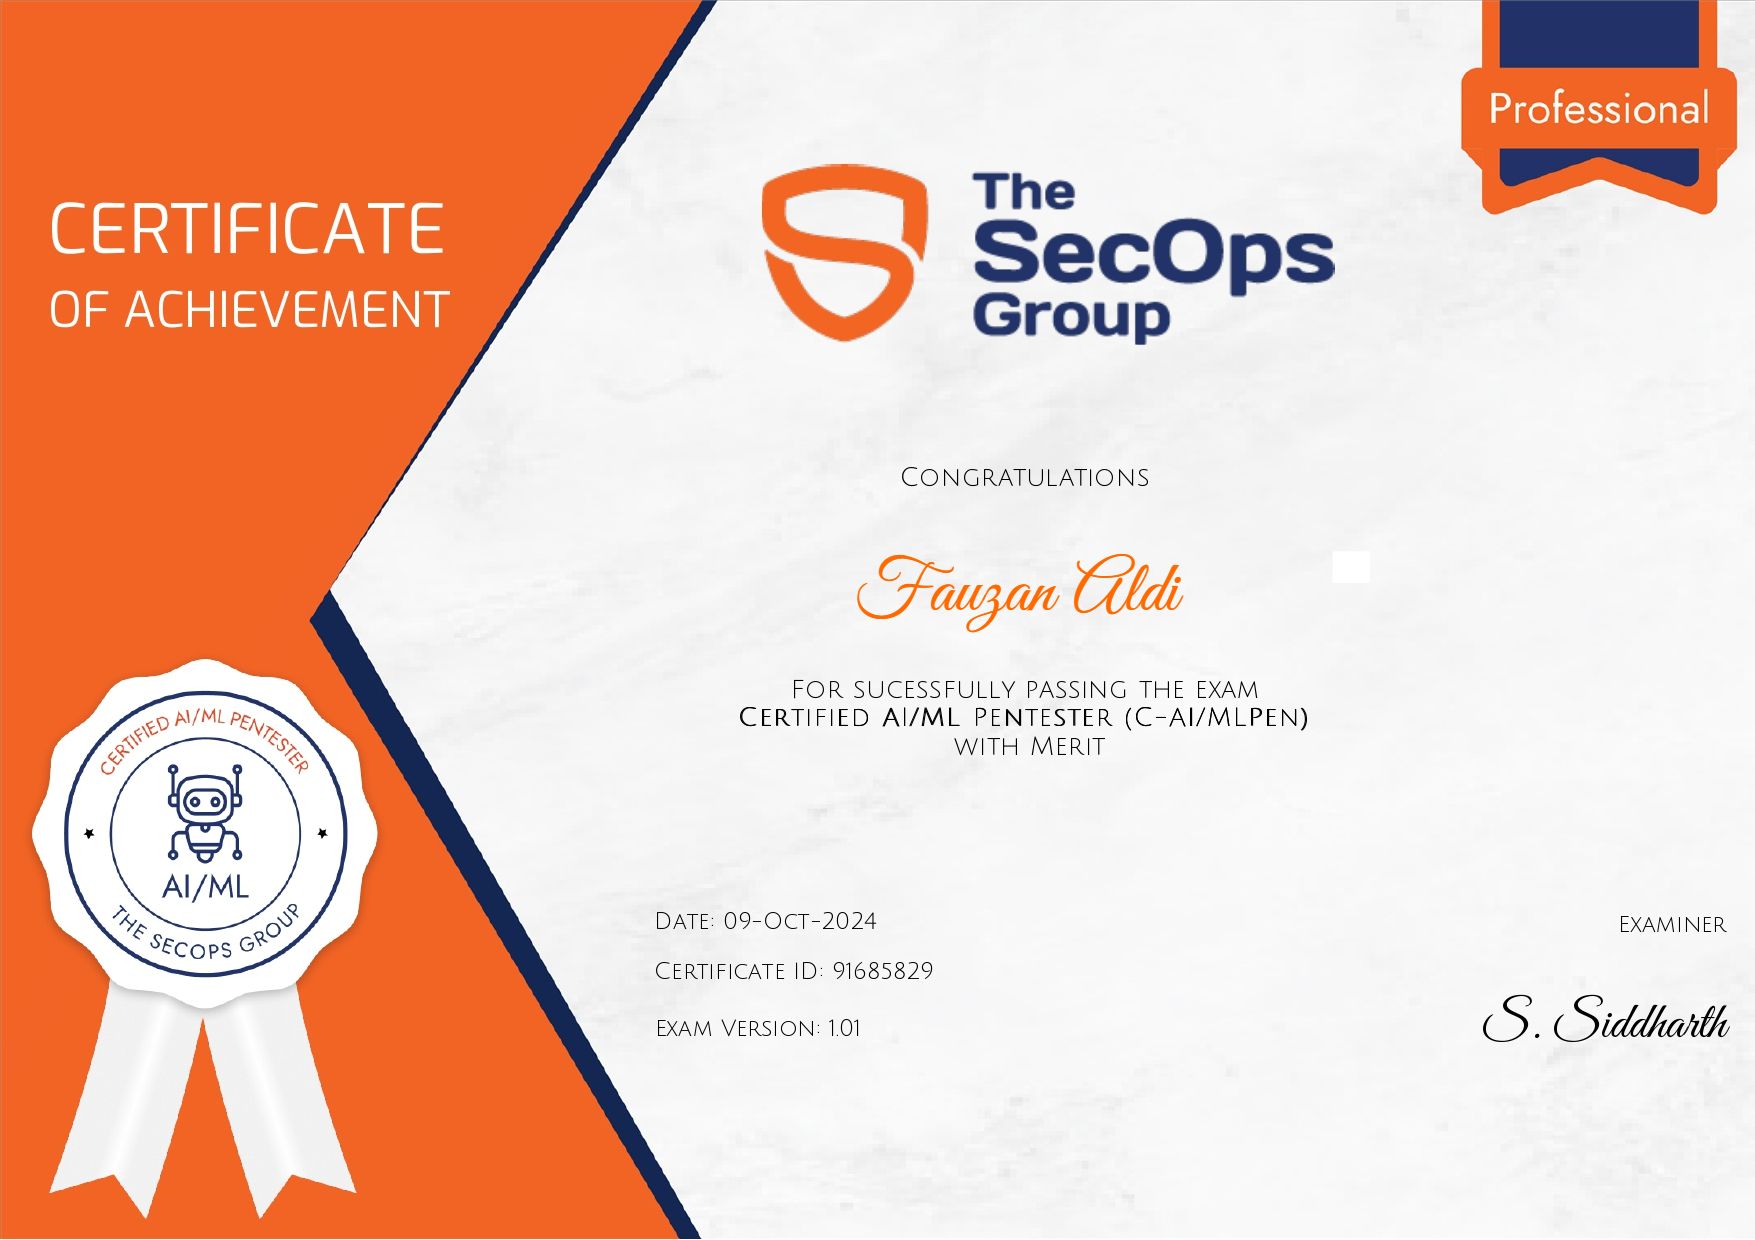 Professional
CERTIFICATE
OF ACHIEVEMENT
The
SecOps
Group
Congratulations
Fauzan Aldi
For sucessfully passing the exam
Certified AI/ML Pentester (C-AI/MLPen)
with Merit
CERTIFIED AI/ML PENTESTER
AI/ML
THE SECOPS GROUP
Date: 09-Oct-2024
Certificate ID: 91685829
Exam Version: 1.01
Examiner
S. Siddharth